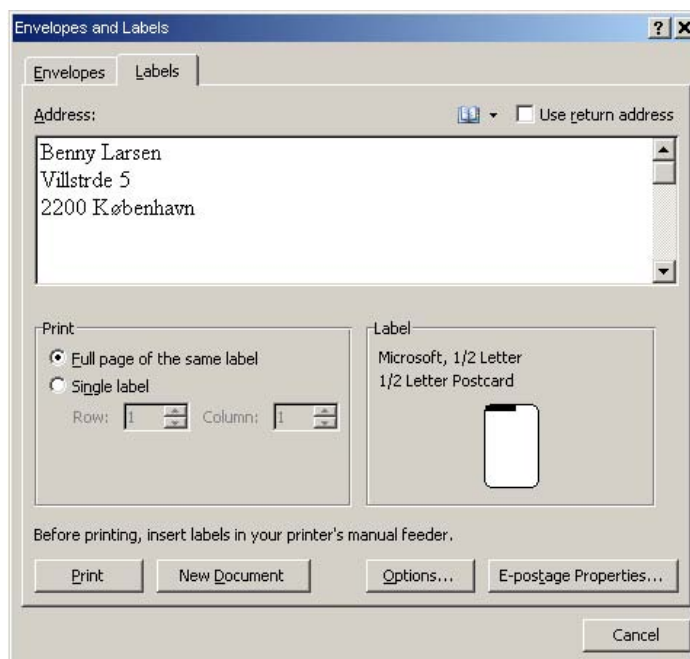 Envelopes and Labels
Envelopes
Labels
Address:
Use return address
Benny Larsen
Villstrde 5
2200 København
Print
Full page of the same label
Single label
Row: 1 Column: 1
Label
Microsoft, 1/2 Letter
1/2 Letter Postcard
Before printing, insert labels in your printer's manual feeder.
Print
New Document
Options...
E-postage Properties...
Cancel